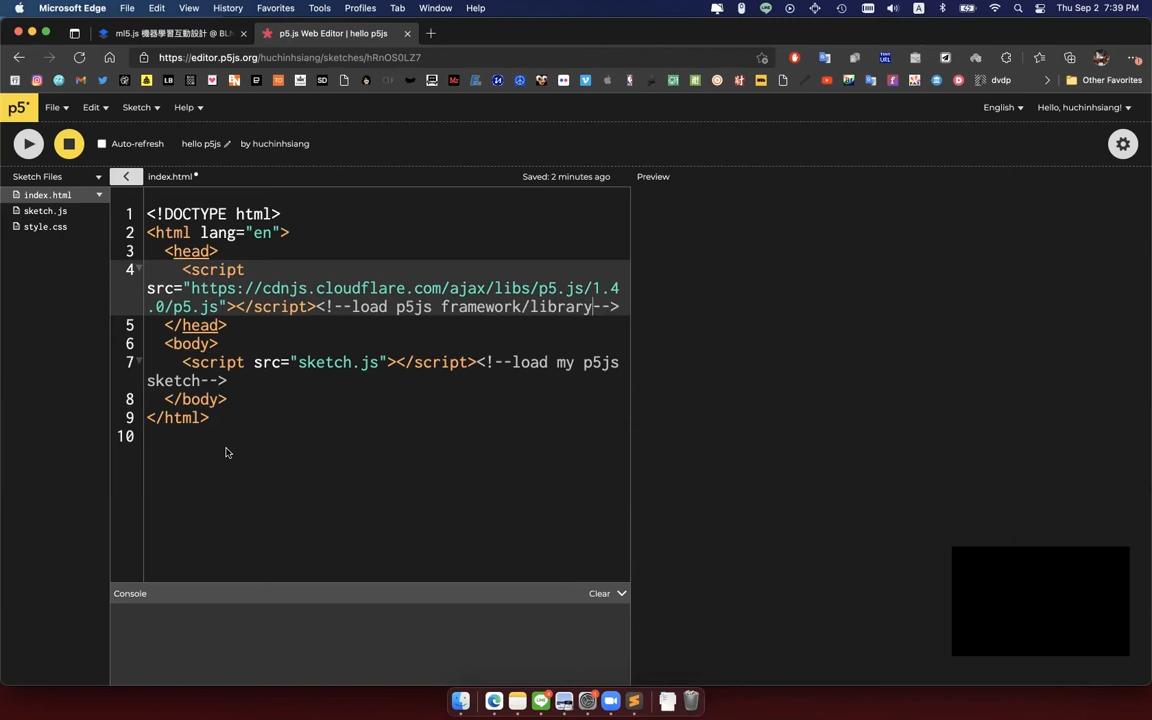 Microsoft Edge File Edit View History Favorites Tools Profiles Tab Window Help A Thu Sep 2 7:39 PM
ml5.js 機器學習互動設計 @ BLN
p5.js Web Editor | hello p5js
https://editor.p5js.org/huchinhsiang/sketches/hRnOS0LZ7
dvdp
Other Favorites
p5* File Edit Sketch Help English Hello, huchinhsiang!
Auto-refresh hello p5js by huchinhsiang
Sketch Files index.html Saved: 2 minutes ago Preview
index.html
sketch.js
style.css
1 <!DOCTYPE html>
2 <html lang="en">
3 <head>
4 <script
src="https://cdnjs.cloudflare.com/ajax/libs/p5.js/1.4
.0/p5.js"></script><!--load p5js framework/library-->
5 </head>
6 <body>
7 <script src="sketch.js"></script><!--load my p5js
sketch-->
8 </body>
9 </html>
10
Console Clear